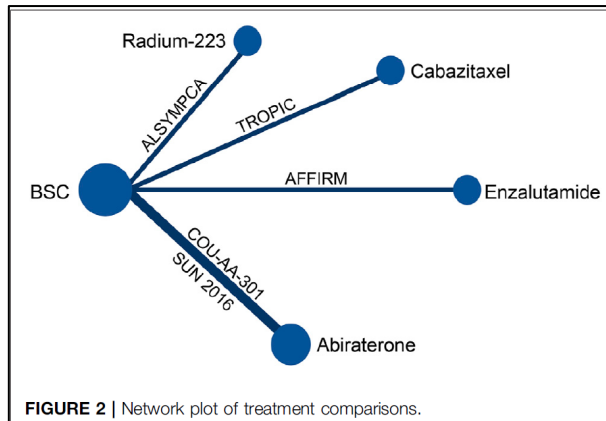 Radium-223
Cabazitaxel
ALSYMPCA
TROPIC
AFFIRM
BSC
Enzalutamide
COU-AA-301
SUN 2016
Abiraterone
FIGURE 2 | Network plot of treatment comparisons.